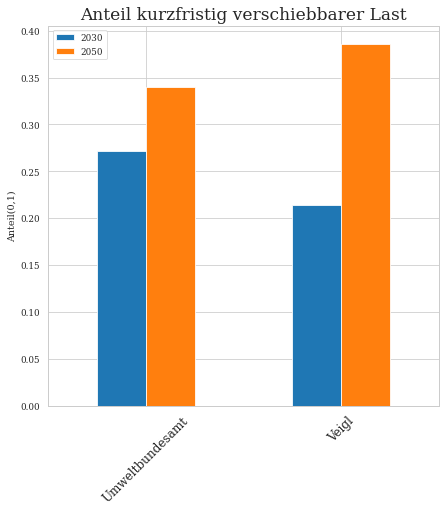 Anteil kurzfristig verschiebbarer Last
2030
2050
0.40
0.35
0.30
0.25
0.20
0.15
0.10
0.05
0.00
Anteil(0,1)
Umweltbundesamt
Veigl